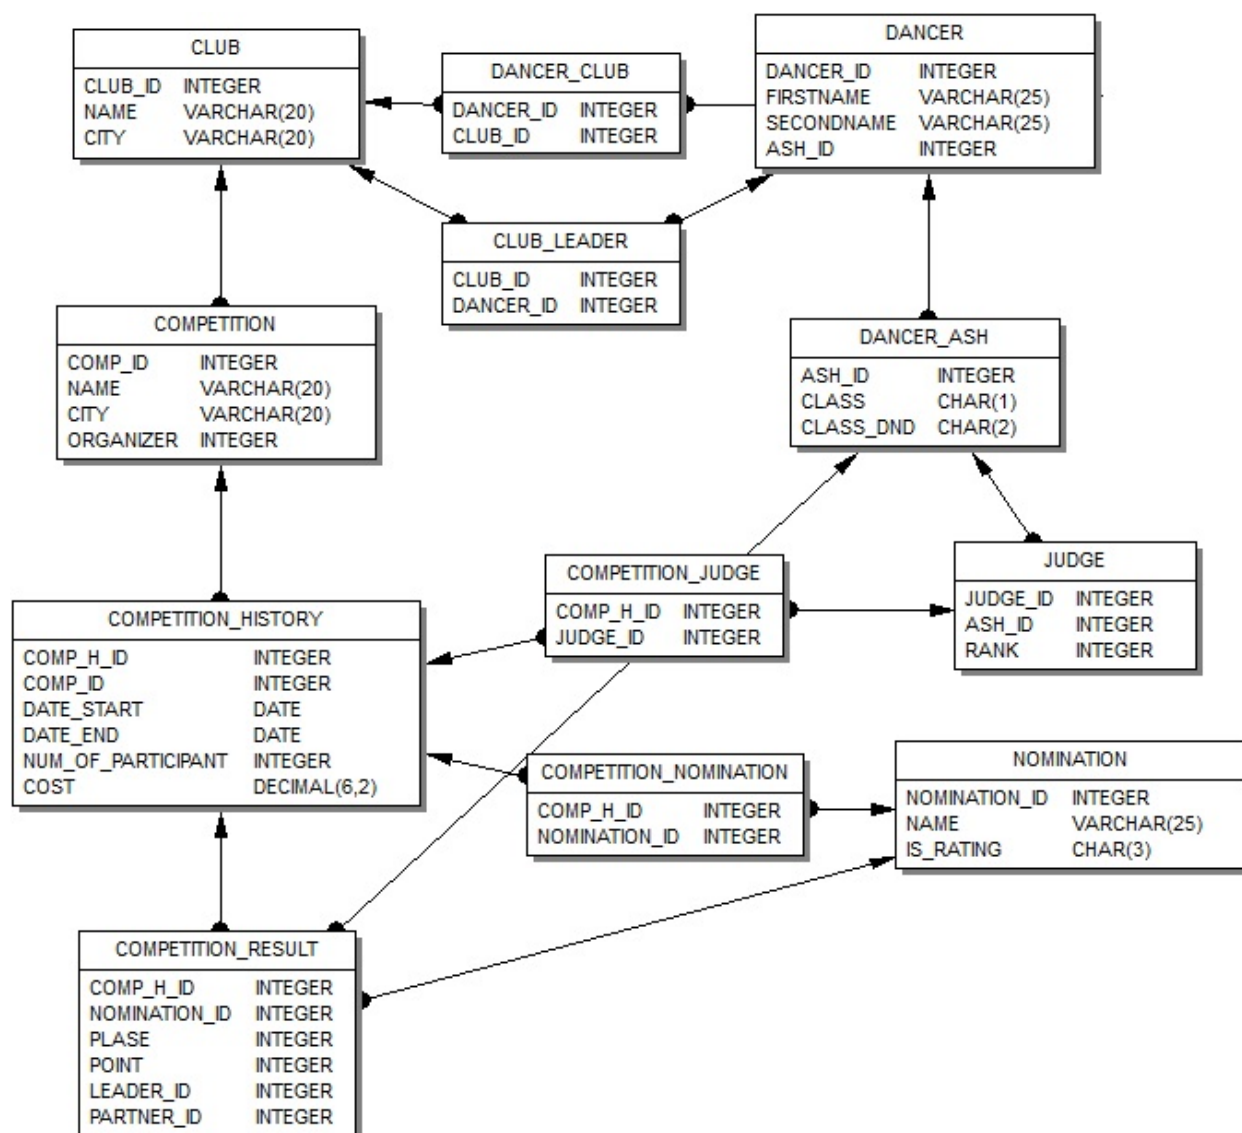 CLUB
CLUB_ID INTEGER
NAME VARCHAR(20)
CITY VARCHAR(20)
DANCER_CLUB
DANCER_ID INTEGER
CLUB_ID INTEGER
DANCER
DANCER_ID INTEGER
FIRSTNAME VARCHAR(25)
SECONDNAME VARCHAR(25)
ASH_ID INTEGER
CLUB_LEADER
CLUB_ID INTEGER
DANCER_ID INTEGER
COMPETITION
COMP_ID INTEGER
NAME VARCHAR(20)
CITY VARCHAR(20)
ORGANIZER INTEGER
DANCER_ASH
ASH_ID INTEGER
CLASS CHAR(1)
CLASS_DND CHAR(2)
COMPETITION_JUDGE
COMP_H_ID INTEGER
JUDGE_ID INTEGER
JUDGE
JUDGE_ID INTEGER
ASH_ID INTEGER
RANK INTEGER
COMPETITION_HISTORY
COMP_H_ID INTEGER
COMP_ID INTEGER
DATE_START DATE
DATE_END DATE
NUM_OF_PARTICIPANT INTEGER
COST DECIMAL(6,2)
COMPETITION_NOMINATION
COMP_H_ID INTEGER
NOMINATION_ID INTEGER
NOMINATION
NOMINATION_ID INTEGER
NAME VARCHAR(25)
IS_RATING CHAR(3)
COMPETITION_RESULT
COMP_H_ID INTEGER
NOMINATION_ID INTEGER
PLASE INTEGER
POINT INTEGER
LEADER_ID INTEGER
PARTNER_ID INTEGER